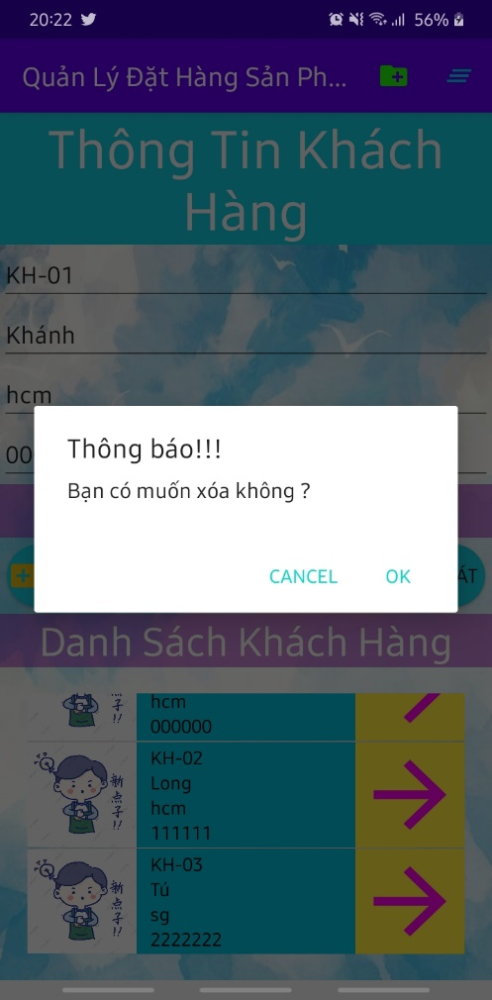 20:22
56%
Quản Lý Đặt Hàng Sản Ph...
Thông Tin Khách
Hàng
KH-01
Khánh
hcm
00
Thông báo!!!
Bạn có muốn xóa không ?
CANCEL
OK
ÁT
Danh Sách Khách Hàng
hcm
000000
子!!
KH-02
Long
hcm
111111
新点子!!
KH-03
Tú
sg
2222222
新点子!!